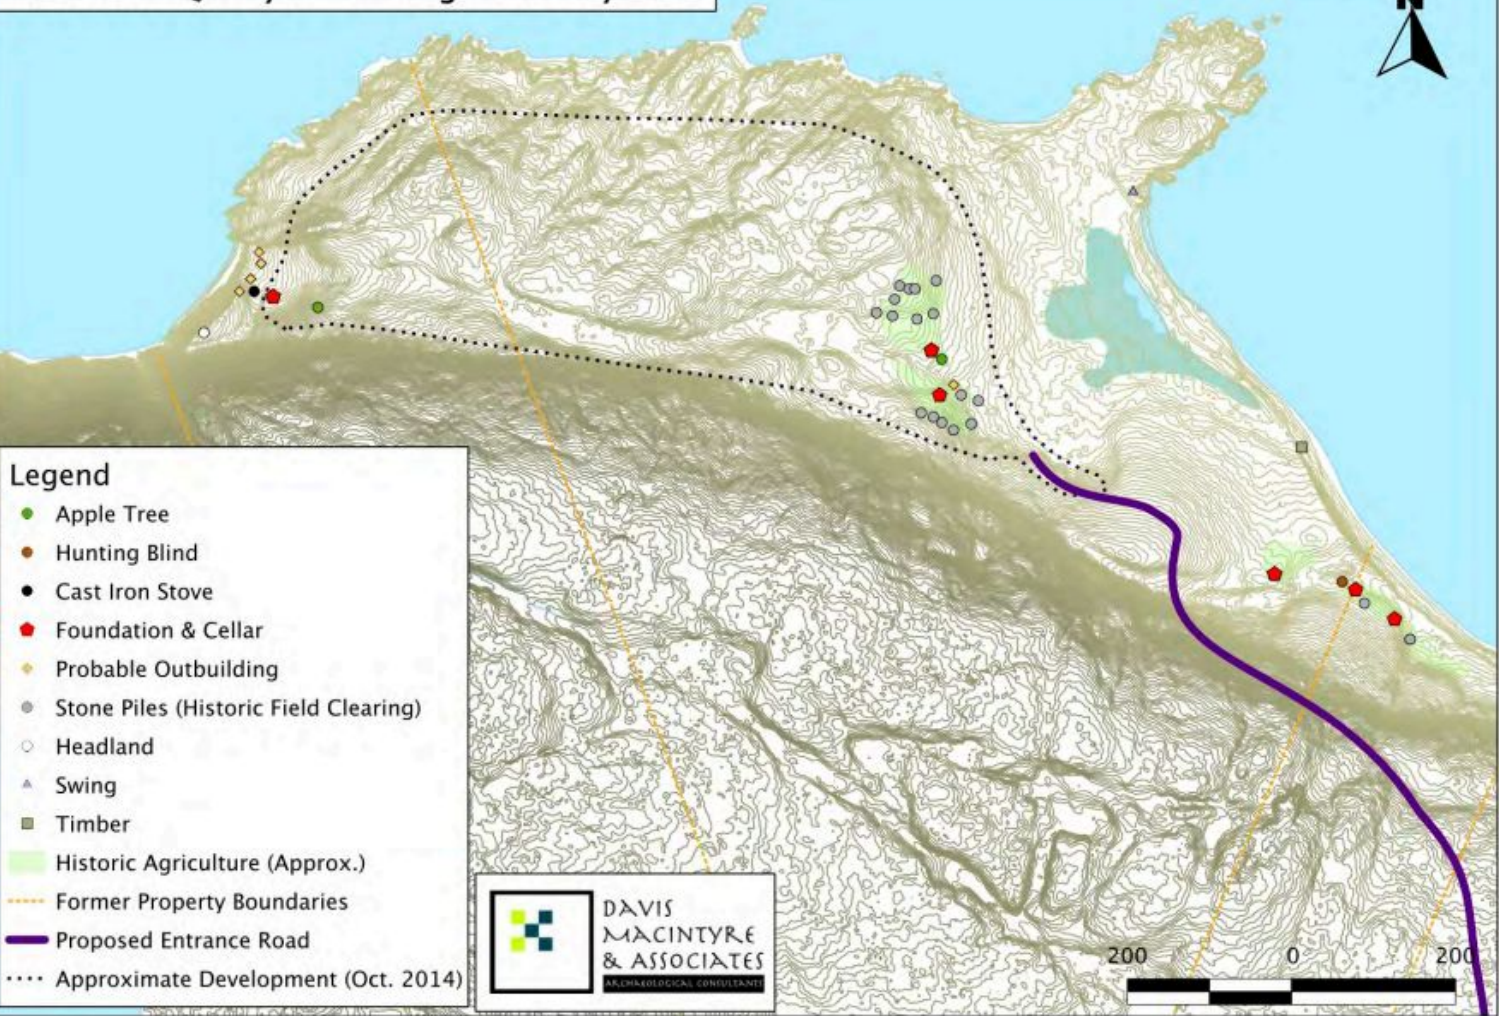 N
Legend
Apple Tree
Hunting Blind
Cast Iron Stove
Foundation & Cellar
Probable Outbuilding
Stone Piles (Historic Field Clearing)
Headland
Swing
Timber
Historic Agriculture (Approx.)
Former Property Boundaries
Proposed Entrance Road
Approximate Development (Oct. 2014)
DAVIS
MACINTYRE
& ASSOCIATES
ARCHAEOLOGICAL CONSULTANTS
200 0 200